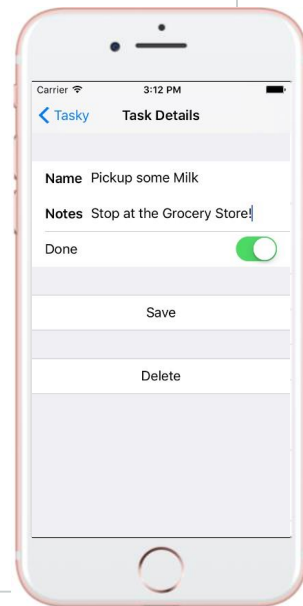 Carrier 3:12 PM
Tasky Task Details
Name Pickup some Milk
Notes Stop at the Grocery Store!
Done
Save
Delete